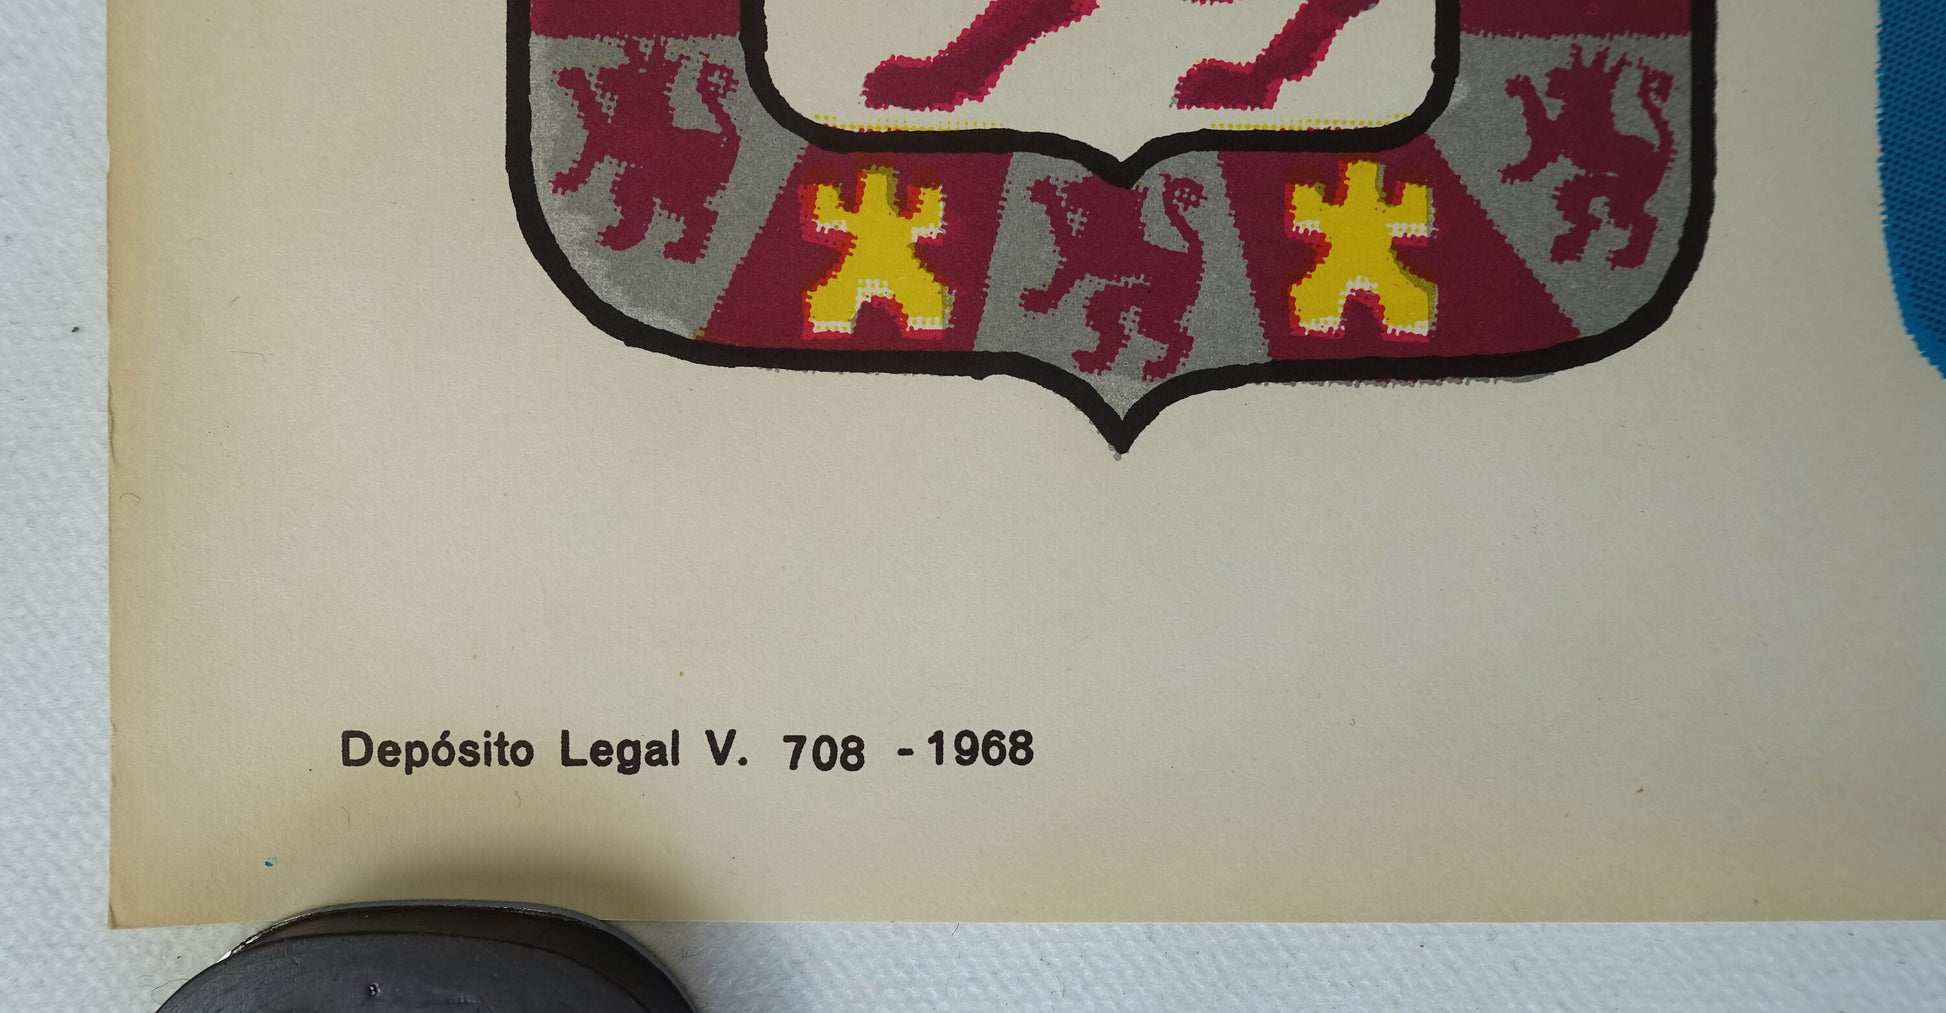 Depósito Legal V. 708 - 1968